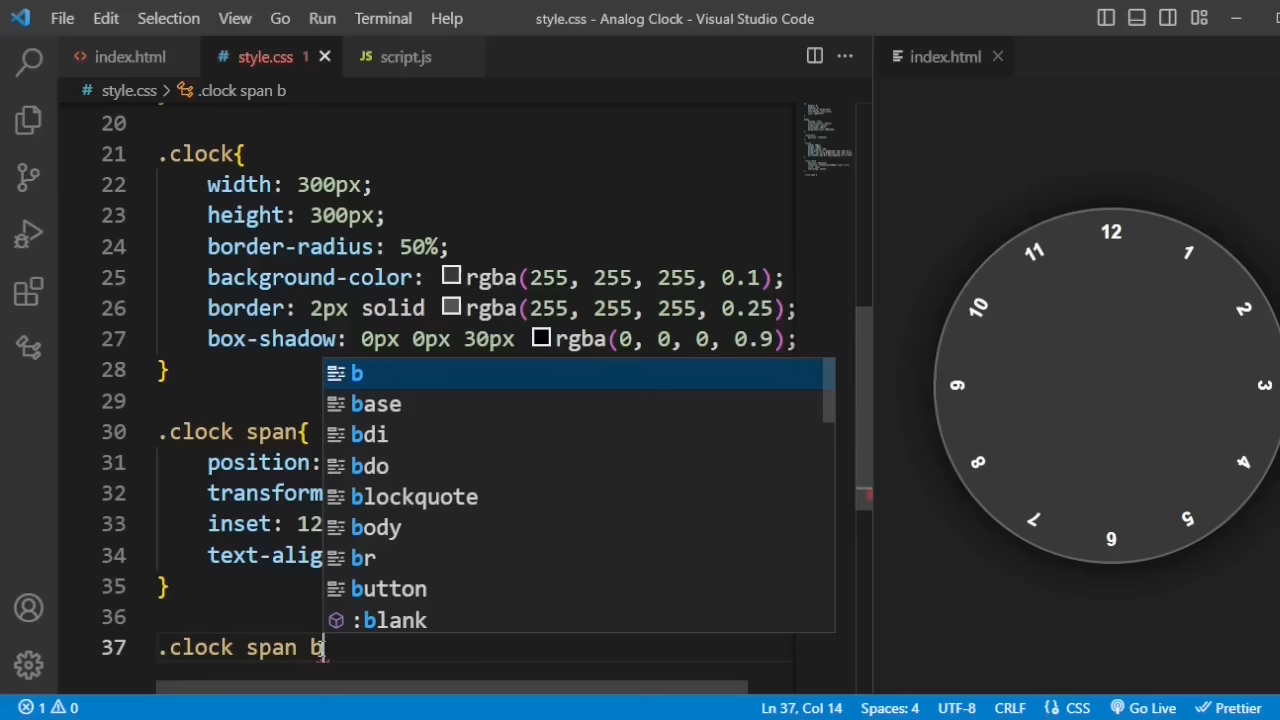 File Edit Selection View Go Run Terminal Help style.css - Analog Clock - Visual Studio Code
index.html # style.css 1 JS script.js index.html
# style.css > .clock span b
20
21 .clock{
22 width: 300px;
23 height: 300px;
24 border-radius: 50%;
25 background-color: rgba(255, 255, 255, 0.1);
26 border: 2px solid rgba(255, 255, 255, 0.25);
27 box-shadow: 0px 0px 30px rgba(0, 0, 0, 0.9);
28 }
29
30 .clock span{
31 position:
32 transform
33 inset: 12
34 text-alig
35 }
36
37 .clock span b
b
base
bdi
bdo
blockquote
body
br
button
:blank
12
11 1
10 2
9 3
8 4
7 5
6
1 0 Ln 37, Col 14 Spaces: 4 UTF-8 CRLF {} CSS Go Live Prettier